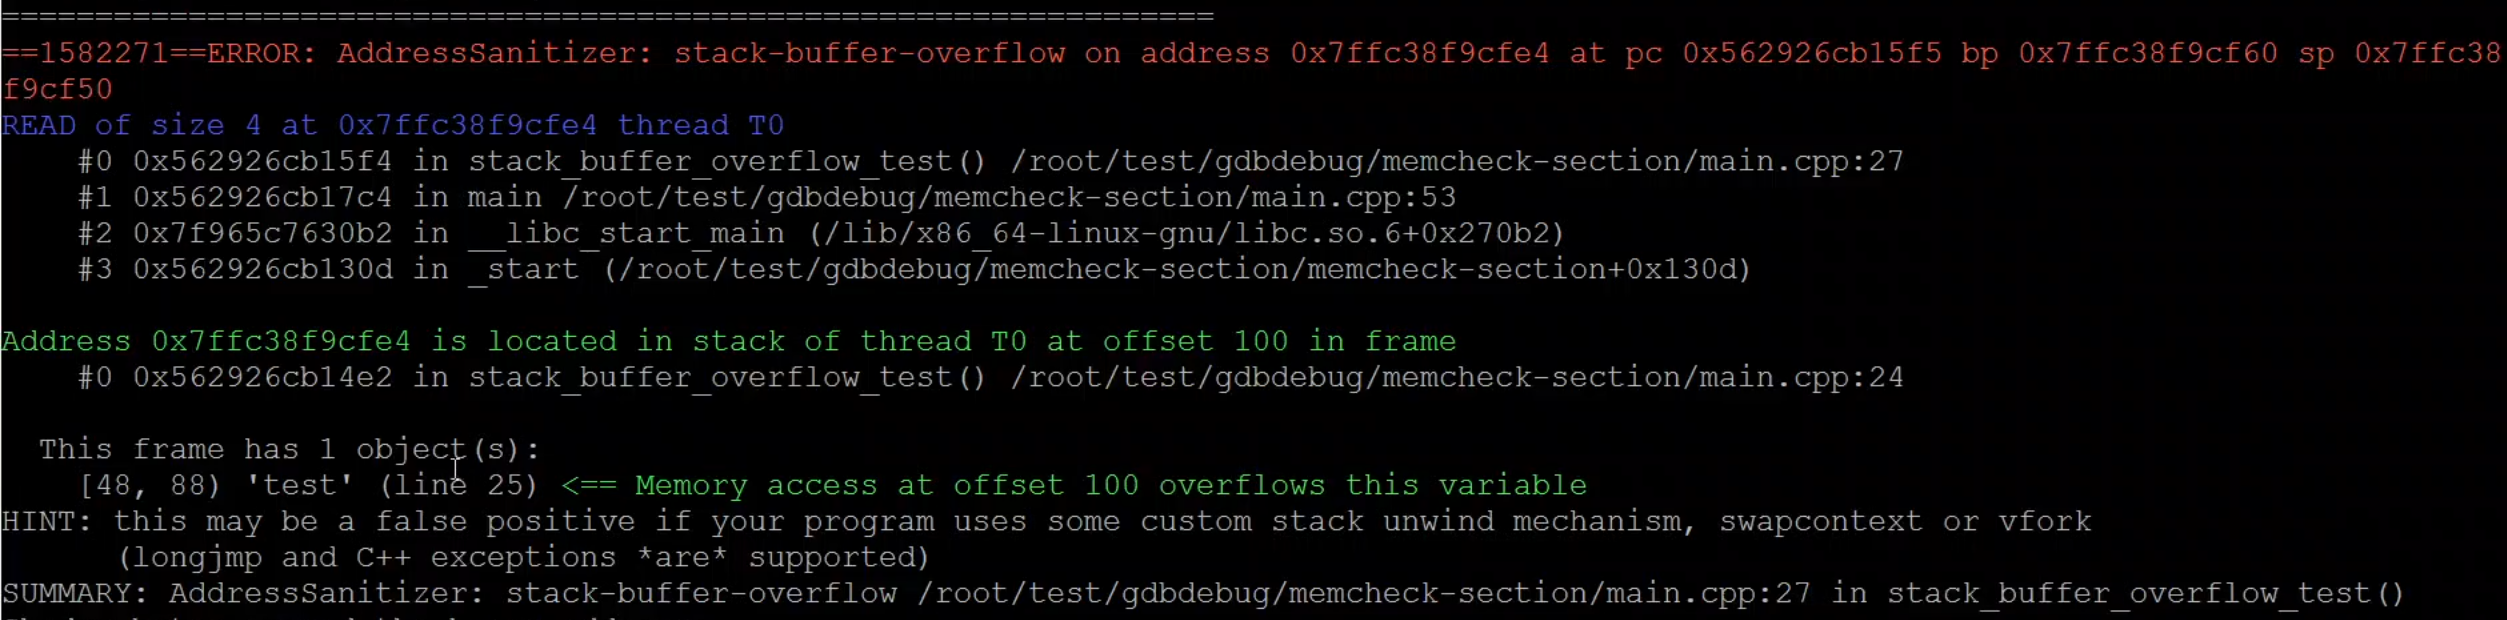 =================================================================
==1582271==ERROR: AddressSanitizer: stack-buffer-overflow on address 0x7ffc38f9cfe4 at pc 0x562926cb15f5 bp 0x7ffc38f9cf60 sp 0x7ffc38
f9cf50
READ of size 4 at 0x7ffc38f9cfe4 thread T0
    #0 0x562926cb15f4 in stack_buffer_overflow_test() /root/test/gdbdebug/memcheck-section/main.cpp:27
    #1 0x562926cb17c4 in main /root/test/gdbdebug/memcheck-section/main.cpp:53
    #2 0x7f965c7630b2 in __libc_start_main (/lib/x86_64-linux-gnu/libc.so.6+0x270b2)
    #3 0x562926cb130d in _start (/root/test/gdbdebug/memcheck-section/memcheck-section+0x130d)
Address 0x7ffc38f9cfe4 is located in stack of thread T0 at offset 100 in frame
    #0 0x562926cb14e2 in stack_buffer_overflow_test() /root/test/gdbdebug/memcheck-section/main.cpp:24
  This frame has 1 object(s):
    [48, 88) 'test' (line 25) <== Memory access at offset 100 overflows this variable
HINT: this may be a false positive if your program uses some custom stack unwind mechanism, swapcontext or vfork
      (longjmp and C++ exceptions *are* supported)
SUMMARY: AddressSanitizer: stack-buffer-overflow /root/test/gdbdebug/memcheck-section/main.cpp:27 in stack_buffer_overflow_test()